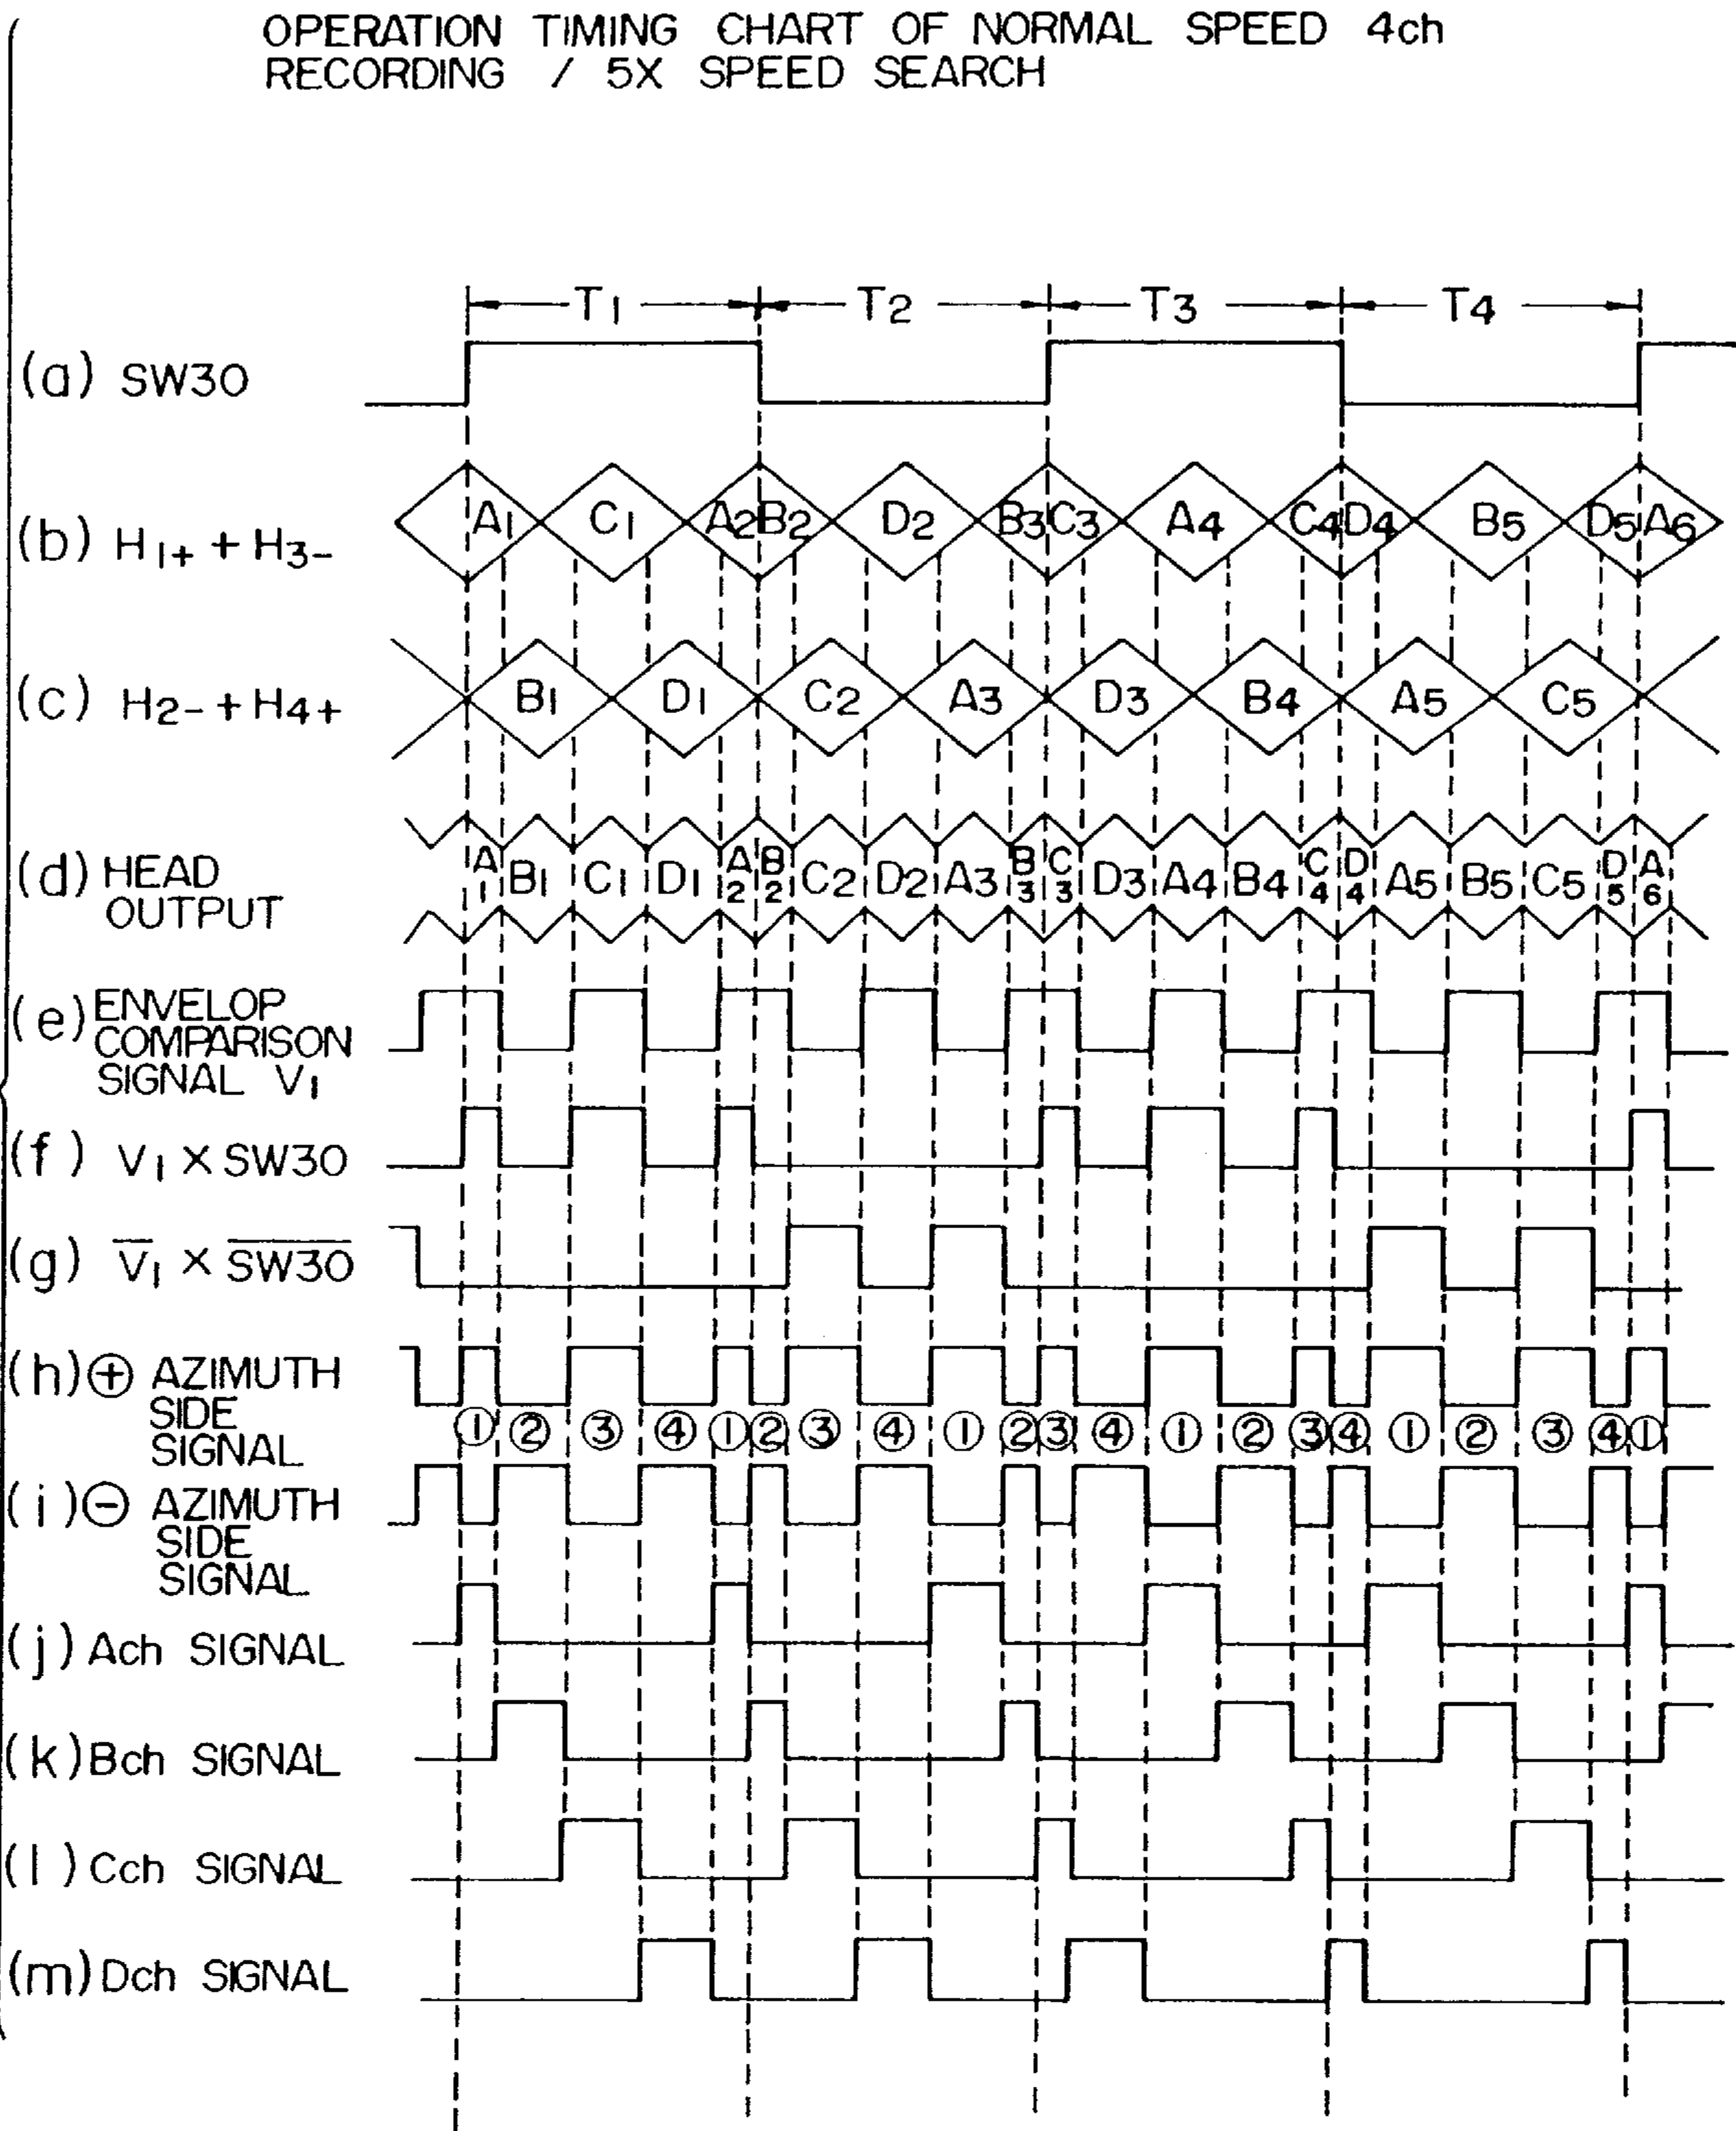 OPERATION TIMING CHART OF NORMAL SPEED 4ch
RECORDING / 5X SPEED SEARCH
T1 T2 T3 T4
(a) SW30
(b) H1+ + H3-
A1 C1 A2 B2 D2 B3 C3 A4 C4 D4 B5 D5 A6
(c) H2- + H4+
B1 D1 C2 A3 D3 B4 A5 C5
(d) HEAD
OUTPUT
A1 B1 C1 D1 A2 B2 C2 D2 A3 B3 C3 D3 A4 B4 C4 D4 A5 B5 C5 D5 A6
(e) ENVELOP
COMPARISON
SIGNAL V1
(f) V1 × SW30
(g) V̅1 × S̅W̅3̅0̅
(h) ⊕ AZIMUTH
SIDE
SIGNAL
① ② ③ ④ ① ② ③ ④ ① ② ③ ④ ① ② ③ ④ ① ② ③ ④ ①
(i) ⊖ AZIMUTH
SIDE
SIGNAL
(j) Ach SIGNAL
(k) Bch SIGNAL
(l) Cch SIGNAL
(m) Dch SIGNAL